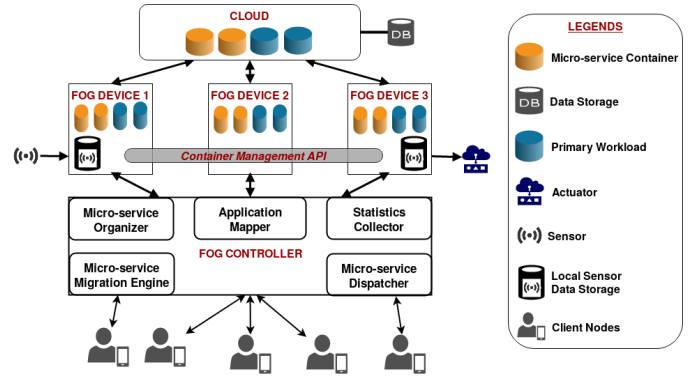 CLOUD
DB
FOG DEVICE 1
FOG DEVICE 2
FOG DEVICE 3
Container Management API
Micro-service
Organizer
Application
Mapper
Statistics
Collector
FOG CONTROLLER
Micro-service
Migration Engine
Micro-service
Dispatcher
LEGENDS
Micro-service Container
DB
Data Storage
Primary Workload
Actuator
Sensor
Local Sensor
Data Storage
Client Nodes